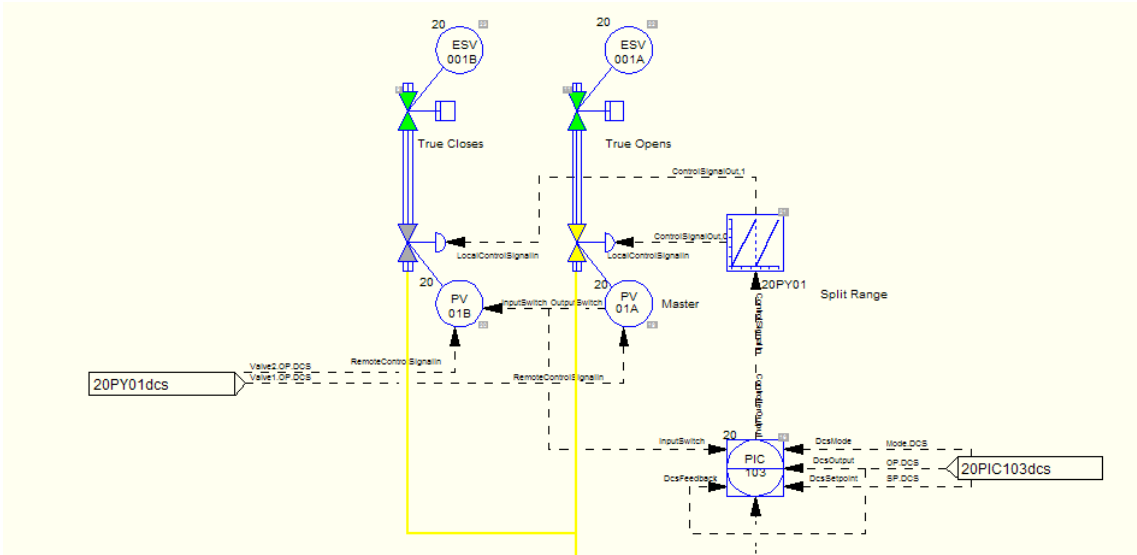 20
ESV
001B
20
ESV
001A
True Closes
True Opens
ControlSignalOut,1
ControlSignalOut,0
LocalControlSignalIn
LocalControlSignalIn
20PY01
Split Range
20
PV
01B
InputSwitch
OutputSwitch
20
PV
01A
Master
Valve2.OP.DCS
RemoteControlSignalIn
Valve1.OP.DCS
RemoteControlSignalIn
20PY01dcs
ControllerOutput
20
PIC
103
InputSwitch
DcsMode
Mode.DCS
DcsOutput
OP.DCS
DcsFeedback
DcsSetpoint
SP.DCS
20PIC103dcs